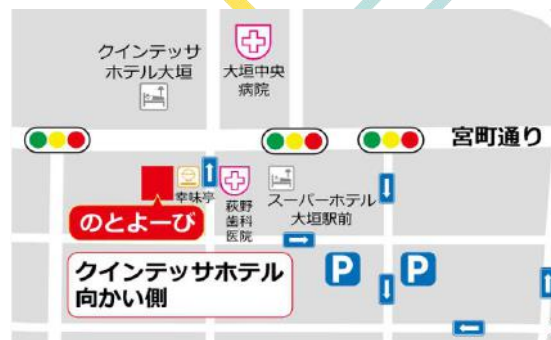 クインテッサ
ホテル大垣
大垣中央
病院
宮町通り
幸味亭
萩野
歯科
医院
スーパーホテル
大垣駅前
のとよーび
クインテッサホテル
向かい側
P
P